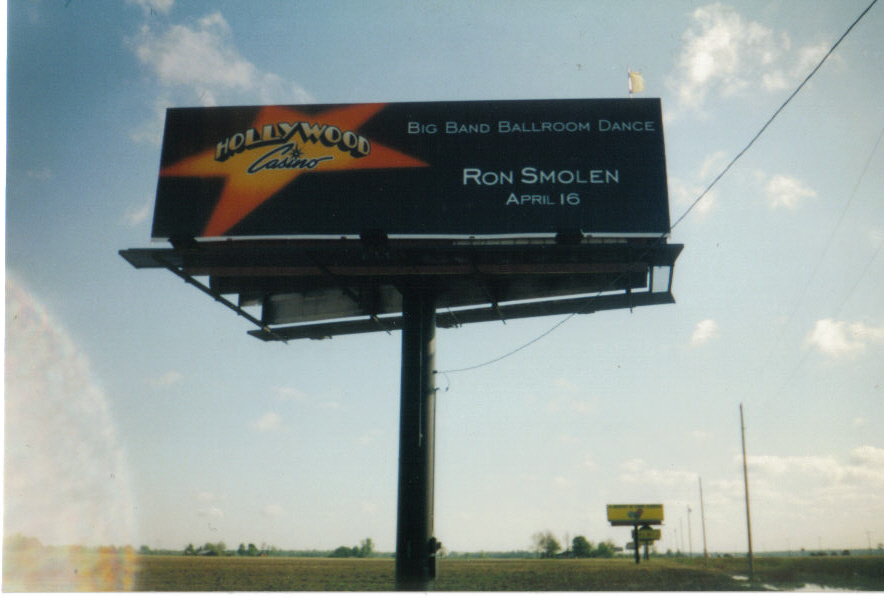 HOLLYWOOD
Casino
BIG BAND BALLROOM DANCE
RON SMOLEN
APRIL 16